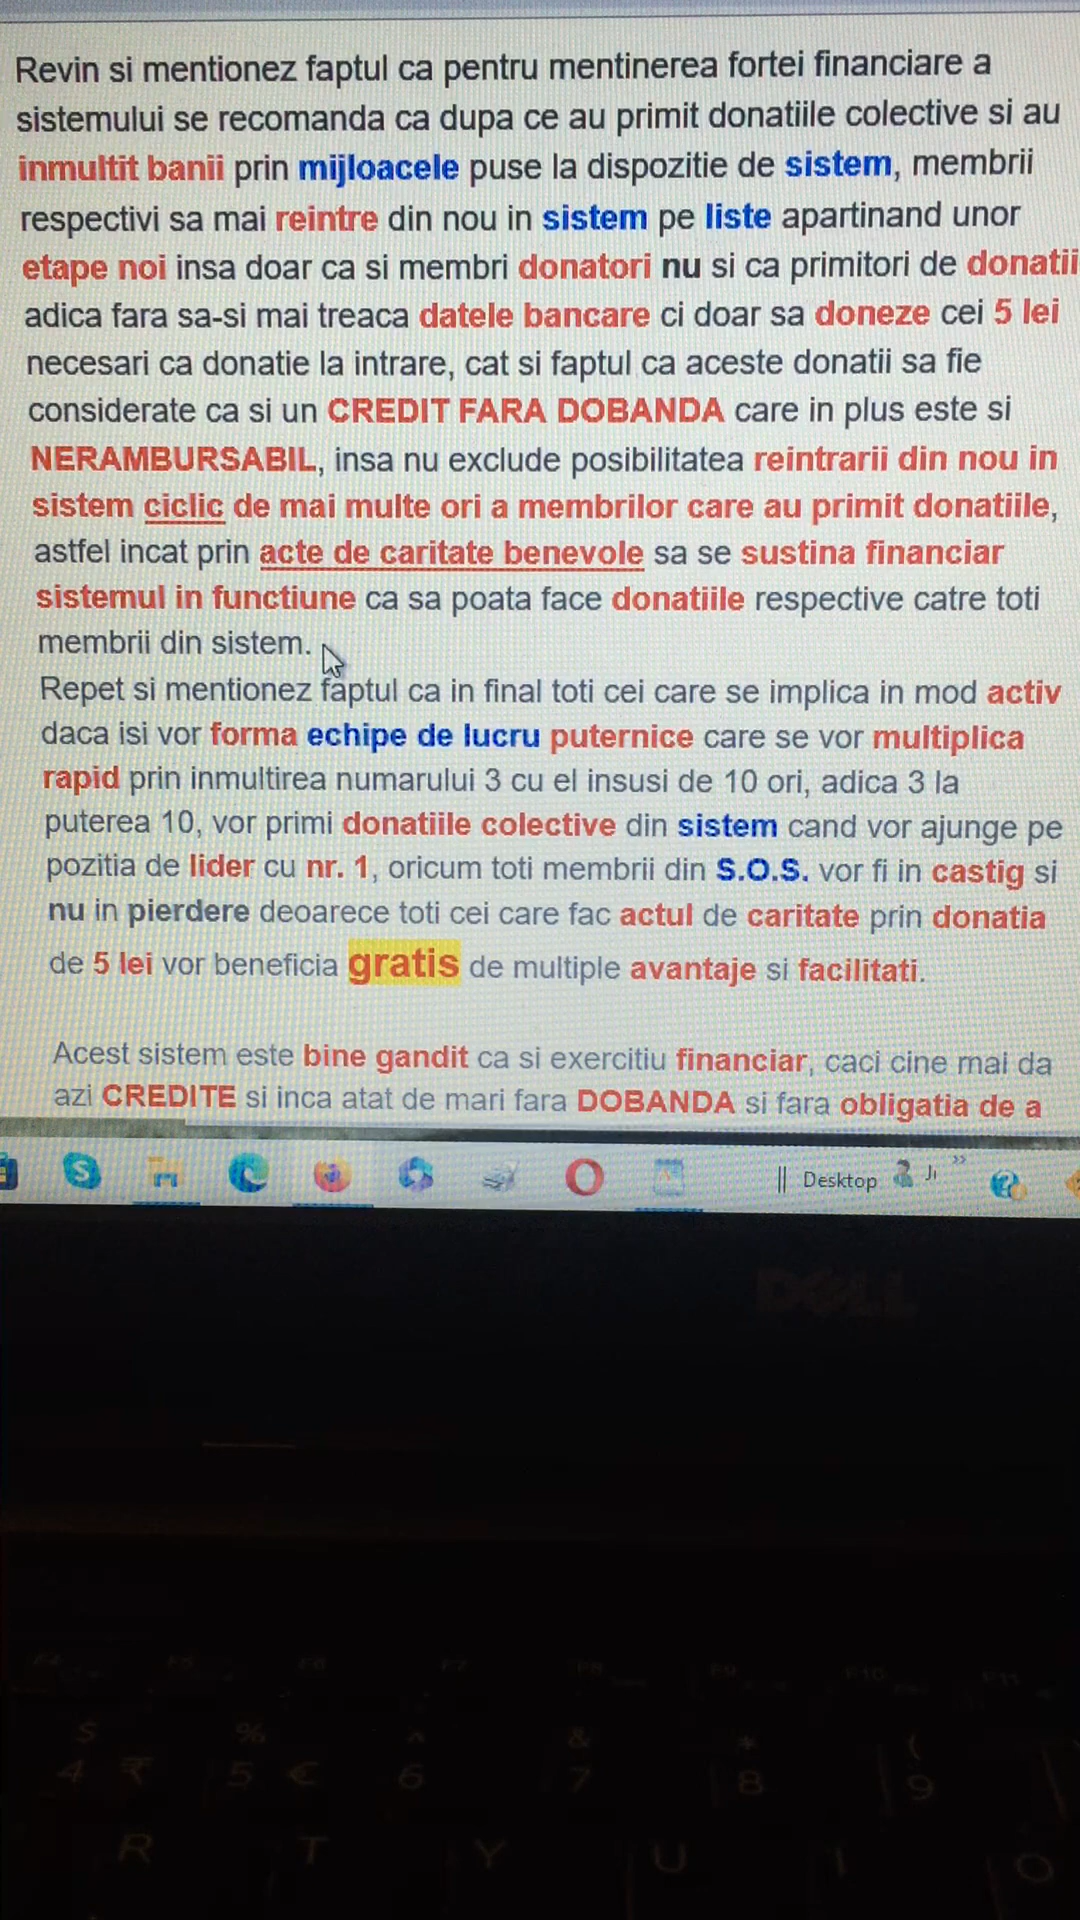 Revin si mentionez faptul ca pentru mentinerea fortei financiare a
sistemului se recomanda ca dupa ce au primit donatiile colective si au
inmultit banii prin mijloacele puse la dispozitie de sistem, membrii
respectivi sa mai reintre din nou in sistem pe liste apartinand unor
etape noi insa doar ca si membri donatori nu si ca primitori de donatii
adica fara sa-si mai treaca datele bancare ci doar sa doneze cei 5 lei
necesari ca donatie la intrare, cat si faptul ca aceste donatii sa fie
considerate ca si un CREDIT FARA DOBANDA care in plus este si
NERAMBURSABIL, insa nu exclude posibilitatea reintrarii din nou in
sistem ciclic de mai multe ori a membrilor care au primit donatiile,
astfel incat prin acte de caritate benevole sa se sustina financiar
sistemul in functiune ca sa poata face donatiile respective catre toti
membrii din sistem.
Repet si mentionez faptul ca in final toti cei care se implica in mod activ
daca isi vor forma echipe de lucru puternice care se vor multiplica
rapid prin inmultirea numarului 3 cu el insusi de 10 ori, adica 3 la
puterea 10, vor primi donatiile colective din sistem cand vor ajunge pe
pozitia de lider cu nr. 1, oricum toti membrii din S.O.S. vor fi in castig si
nu in pierdere deoarece toti cei care fac actul de caritate prin donatia
de 5 lei vor beneficia gratis de multiple avantaje si facilitati.
Acest sistem este bine gandit ca si exercitiu financiar, caci cine mai da
azi CREDITE si inca atat de mari fara DOBANDA si fara obligatia de a
Desktop
DELL
$ % ^ & * (
4 ₹ 5 € 6 7 8 9
R T Y U I O